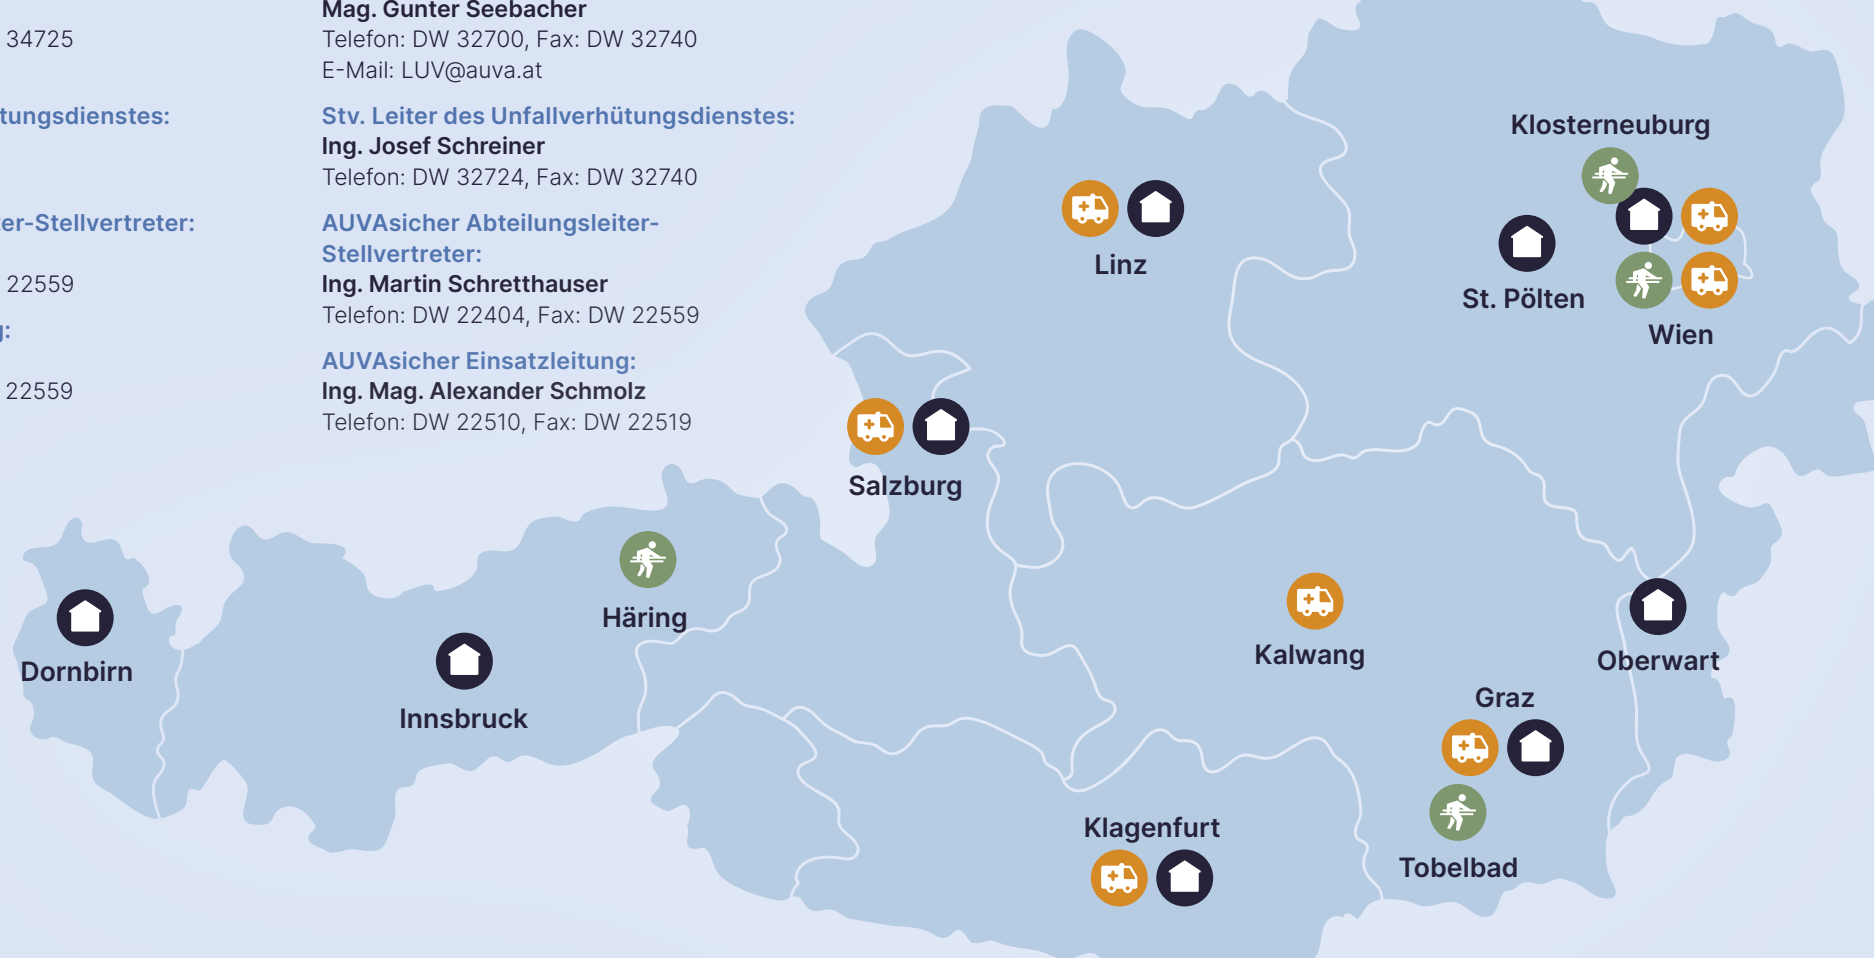 34725
tungsdienstes:
er-Stellvertreter:
22559
g:
22559
Mag. Gunter Seebacher
Telefon: DW 32700, Fax: DW 32740
E-Mail: LUV@auva.at
Stv. Leiter des Unfallverhütungsdienstes:
Ing. Josef Schreiner
Telefon: DW 32724, Fax: DW 32740
AUVAsicher Abteilungsleiter-
Stellvertreter:
Ing. Martin Schretthauser
Telefon: DW 22404, Fax: DW 22559
AUVAsicher Einsatzleitung:
Ing. Mag. Alexander Schmolz
Telefon: DW 22510, Fax: DW 22519
Klosterneuburg
Linz
St. Pölten
Wien
Salzburg
Häring
Dornbirn
Innsbruck
Kalwang
Oberwart
Graz
Klagenfurt
Tobelbad